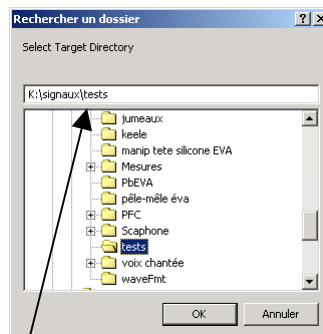 Rechercher un dossier
Select Target Directory
K:\signaux\tests
jumeaux
keele
manip tete silicone EVA
Mesures
PbEVA
pêle-mêle éva
PFC
Scaphone
tests
voix chantée
waveFmt
OK
Annuler